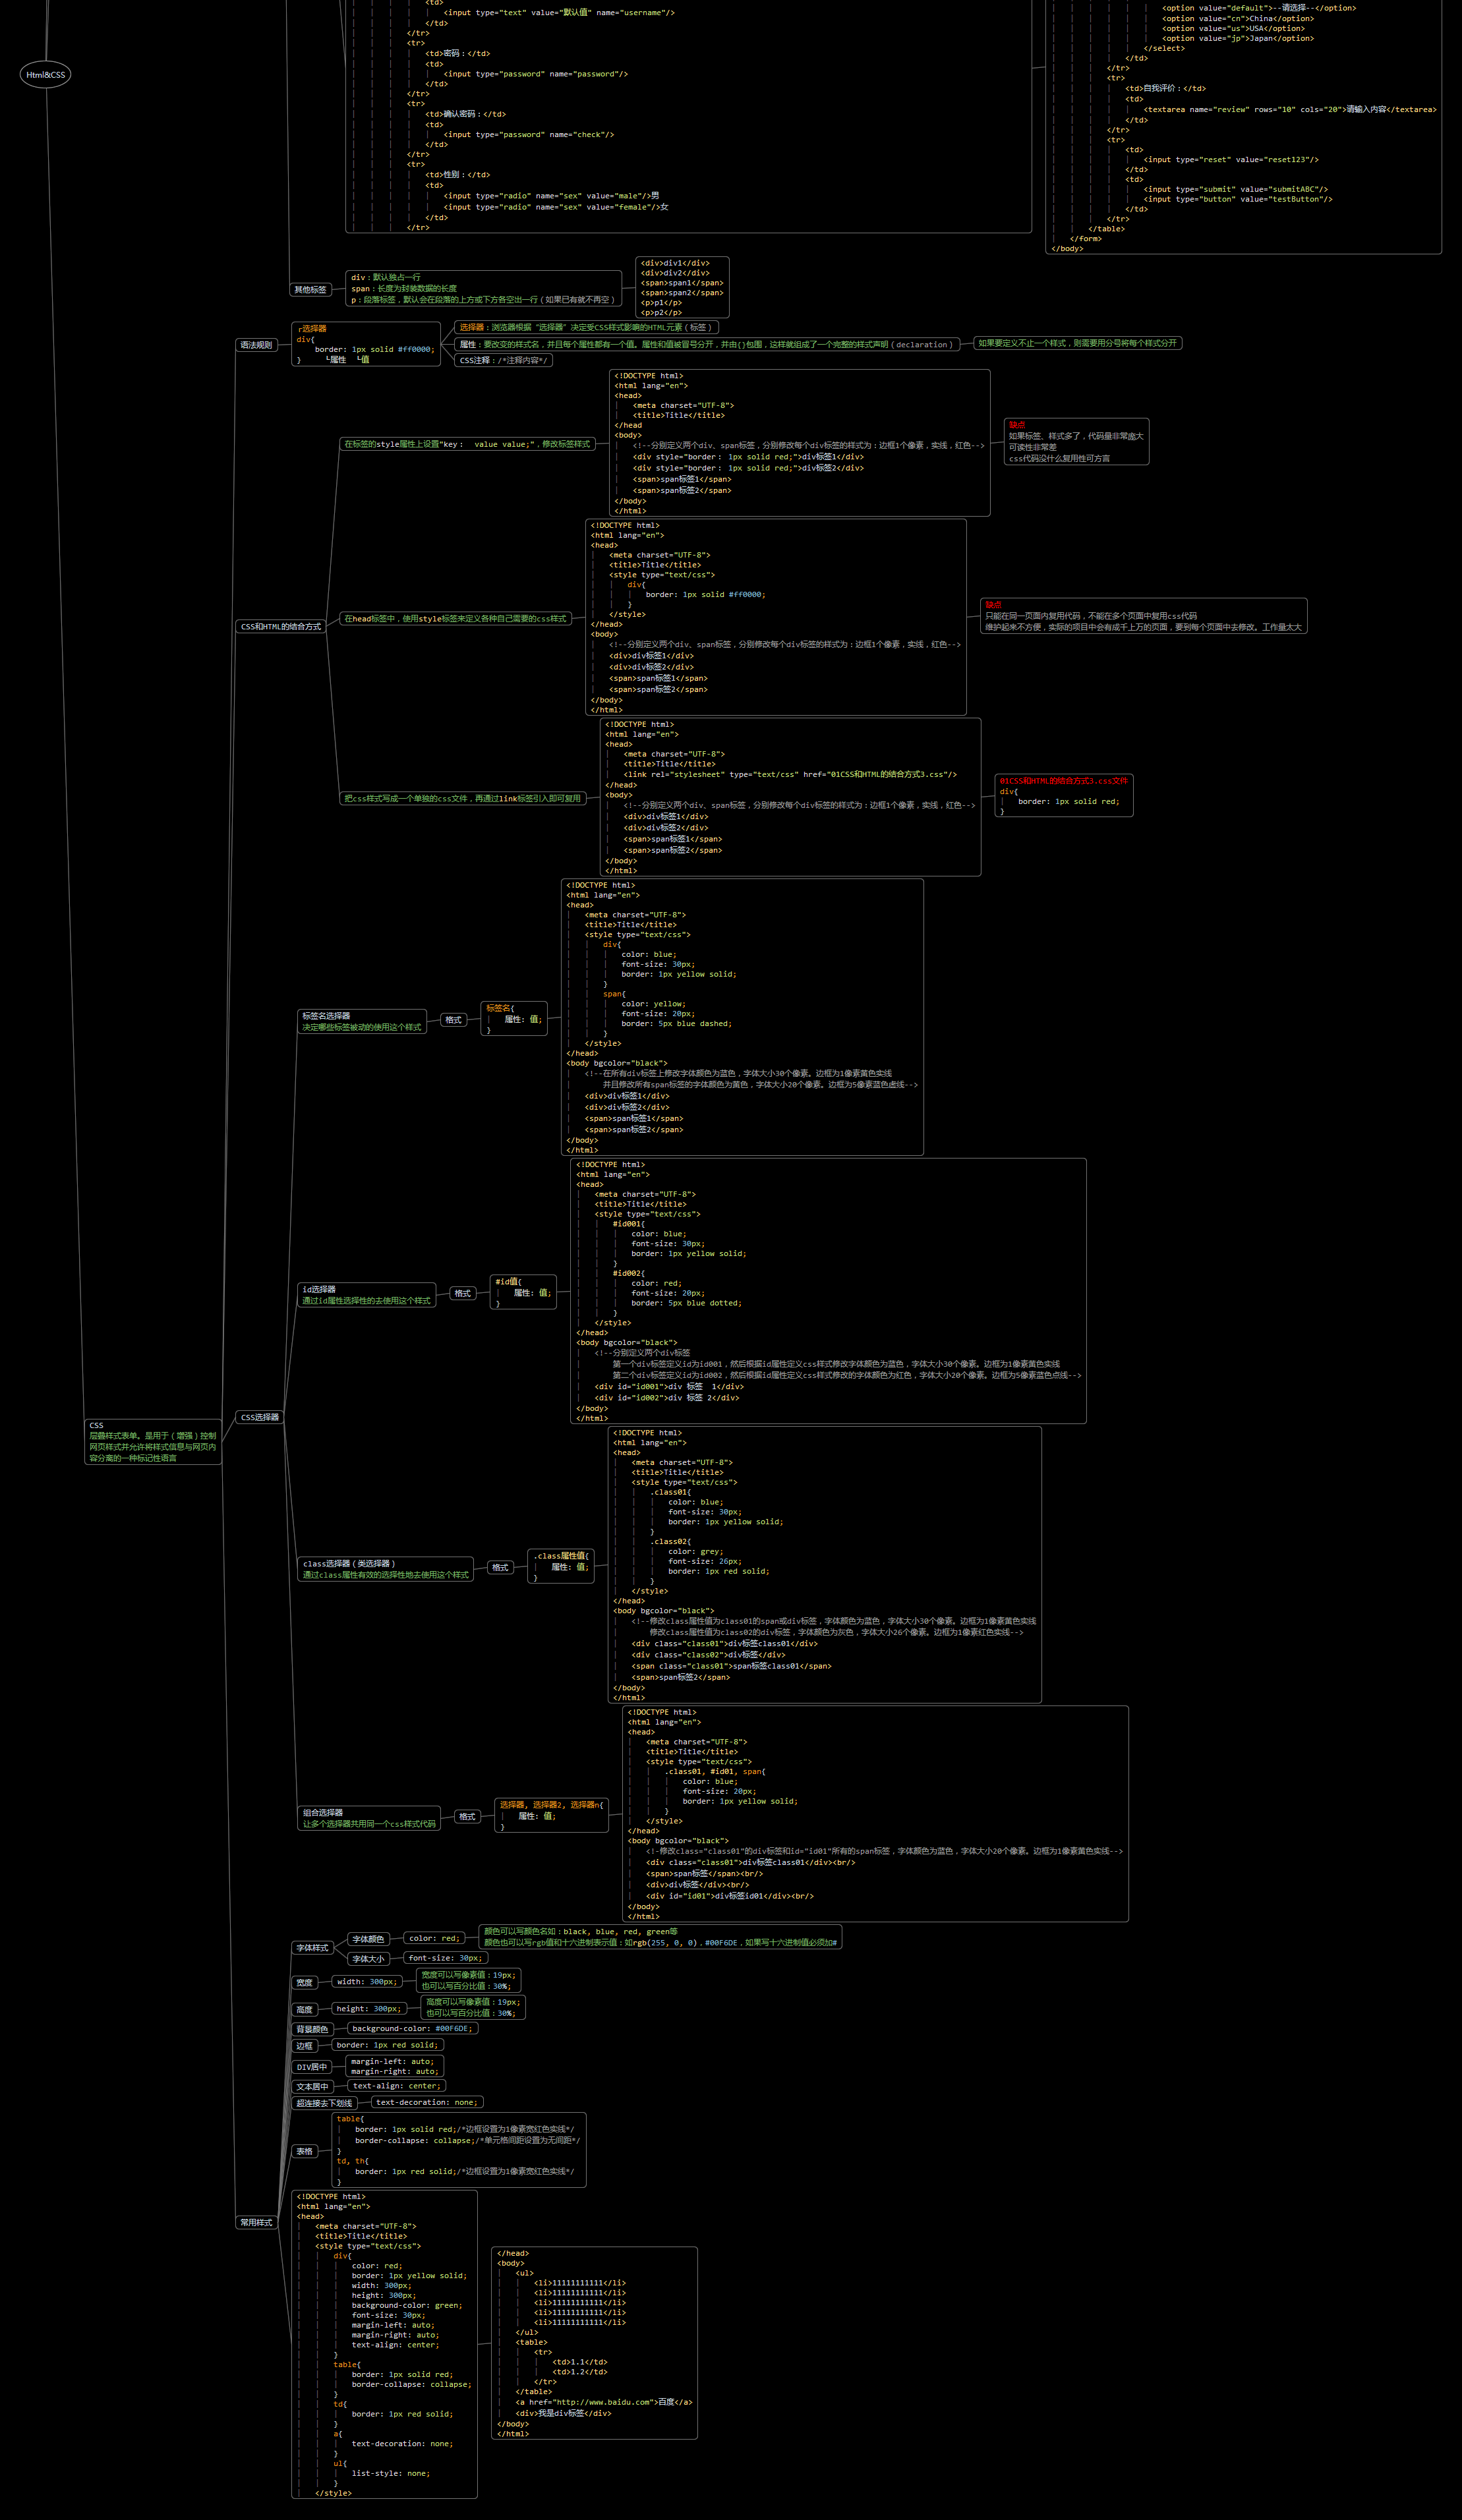 Html&CSS
<td>
<input type="text" value="默认值" name="username"/>
</td>
</tr>
<tr>
<td>密码：</td>
<td>
<input type="password" name="password"/>
</td>
</tr>
<tr>
<td>确认密码：</td>
<td>
<input type="password" name="check"/>
</td>
</tr>
<tr>
<td>性别：</td>
<td>
<input type="radio" name="sex" value="male"/>男
<input type="radio" name="sex" value="female"/>女
</td>
</tr>
<option value="default">--请选择--</option>
<option value="cn">China</option>
<option value="us">USA</option>
<option value="jp">Japan</option>
</select>
</td>
</tr>
<tr>
<td>自我评价：</td>
<td>
<textarea name="review" rows="10" cols="20">请输入内容</textarea>
</td>
</tr>
<tr>
<td>
<input type="reset" value="reset123"/>
</td>
<td>
<input type="submit" value="submitABC"/>
<input type="button" value="testButton"/>
</td>
</tr>
</table>
</form>
</body>
其他标签
div：默认独占一行
span：长度为封装数据的长度
p：段落标签，默认会在段落的上方或下方各空出一行（如果已有就不再空）
<div>div1</div>
<div>div2</div>
<span>span1</span>
<span>span2</span>
<p>p1</p>
<p>p2</p>
语法规则
┌选择器
div{
border: 1px solid #ff0000;
} └属性 └值
选择器：浏览器根据“选择器”决定受CSS样式影响的HTML元素（标签）
属性：要改变的样式名，并且每个属性都有一个值。属性和值被冒号分开，并由{}包围，这样就组成了一个完整的样式声明（declaration）
如果要定义不止一个样式，则需要用分号将每个样式分开
CSS注释：/*注释内容*/
CSS和HTML的结合方式
在标签的style属性上设置"key： value value;"，修改标签样式
<!DOCTYPE html>
<html lang="en">
<head>
<meta charset="UTF-8">
<title>Title</title>
</head
<body>
<!--分别定义两个div、span标签，分别修改每个div标签的样式为：边框1个像素，实线，红色-->
<div style="border： 1px solid red;">div标签1</div>
<div style="border： 1px solid red;">div标签2</div>
<span>span标签1</span>
<span>span标签2</span>
</body>
</html>
缺点
如果标签、样式多了，代码量非常庞大
可读性非常差
css代码没什么复用性可方言
在head标签中，使用style标签来定义各种自己需要的css样式
<!DOCTYPE html>
<html lang="en">
<head>
<meta charset="UTF-8">
<title>Title</title>
<style type="text/css">
div{
border: 1px solid #ff0000;
}
</style>
</head>
<body>
<!--分别定义两个div、span标签，分别修改每个div标签的样式为：边框1个像素，实线，红色-->
<div>div标签1</div>
<div>div标签2</div>
<span>span标签1</span>
<span>span标签2</span>
</body>
</html>
缺点
只能在同一页面内复用代码，不能在多个页面中复用css代码
维护起来不方便，实际的项目中会有成千上万的页面，要到每个页面中去修改。工作量太大
把css样式写成一个单独的css文件，再通过link标签引入即可复用
<!DOCTYPE html>
<html lang="en">
<head>
<meta charset="UTF-8">
<title>Title</title>
<link rel="stylesheet" type="text/css" href="01CSS和HTML的结合方式3.css"/>
</head>
<body>
<!--分别定义两个div、span标签，分别修改每个div标签的样式为：边框1个像素，实线，红色-->
<div>div标签1</div>
<div>div标签2</div>
<span>span标签1</span>
<span>span标签2</span>
</body>
</html>
01CSS和HTML的结合方式3.css文件
div{
border: 1px solid red;
}
CSS
层叠样式表单。是用于（增强）控制
网页样式并允许将样式信息与网页内
容分离的一种标记性语言
CSS选择器
标签名选择器
决定哪些标签被动的使用这个样式
格式
标签名{
属性: 值;
}
<!DOCTYPE html>
<html lang="en">
<head>
<meta charset="UTF-8">
<title>Title</title>
<style type="text/css">
div{
color: blue;
font-size: 30px;
border: 1px yellow solid;
}
span{
color: yellow;
font-size: 20px;
border: 5px blue dashed;
}
</style>
</head>
<body bgcolor="black">
<!--在所有div标签上修改字体颜色为蓝色，字体大小30个像素。边框为1像素黄色实线
并且修改所有span标签的字体颜色为黄色，字体大小20个像素。边框为5像素蓝色虚线-->
<div>div标签1</div>
<div>div标签2</div>
<span>span标签1</span>
<span>span标签2</span>
</body>
</html>
id选择器
通过id属性选择性的去使用这个样式
格式
#id值{
属性: 值;
}
<!DOCTYPE html>
<html lang="en">
<head>
<meta charset="UTF-8">
<title>Title</title>
<style type="text/css">
#id001{
color: blue;
font-size: 30px;
border: 1px yellow solid;
}
#id002{
color: red;
font-size: 20px;
border: 5px blue dotted;
}
</style>
</head>
<body bgcolor="black">
<!--分别定义两个div标签
第一个div标签定义id为id001，然后根据id属性定义css样式修改字体颜色为蓝色，字体大小30个像素。边框为1像素黄色实线
第二个div标签定义id为id002，然后根据id属性定义css样式修改的字体颜色为红色，字体大小20个像素。边框为5像素蓝色点线-->
<div id="id001">div 标签 1</div>
<div id="id002">div 标签 2</div>
</body>
</html>
class选择器（类选择器）
通过class属性有效的选择性地去使用这个样式
格式
.class属性值{
属性: 值;
}
<!DOCTYPE html>
<html lang="en">
<head>
<meta charset="UTF-8">
<title>Title</title>
<style type="text/css">
.class01{
color: blue;
font-size: 30px;
border: 1px yellow solid;
}
.class02{
color: grey;
font-size: 26px;
border: 1px red solid;
}
</style>
</head>
<body bgcolor="black">
<!--修改class属性值为class01的span或div标签，字体颜色为蓝色，字体大小30个像素。边框为1像素黄色实线
修改class属性值为class02的div标签，字体颜色为灰色，字体大小26个像素。边框为1像素红色实线-->
<div class="class01">div标签class01</div>
<div class="class02">div标签</div>
<span class="class01">span标签class01</span>
<span>span标签2</span>
</body>
</html>
组合选择器
让多个选择器共用同一个css样式代码
格式
选择器, 选择器2, 选择器n{
属性: 值;
}
<!DOCTYPE html>
<html lang="en">
<head>
<meta charset="UTF-8">
<title>Title</title>
<style type="text/css">
.class01, #id01, span{
color: blue;
font-size: 20px;
border: 1px yellow solid;
}
</style>
</head>
<body bgcolor="black">
<!-修改class="class01"的div标签和id="id01"所有的span标签，字体颜色为蓝色，字体大小20个像素。边框为1像素黄色实线-->
<div class="class01">div标签class01</div><br/>
<span>span标签</span><br/>
<div>div标签</div><br/>
<div id="id01">div标签id01</div><br/>
</body>
</html>
常用样式
字体样式
字体颜色
color: red;
颜色可以写颜色名如：black, blue, red, green等
颜色也可以写rgb值和十六进制表示值：如rgb(255, 0, 0)，#00F6DE，如果写十六进制值必须加#
字体大小
font-size: 30px;
宽度
width: 300px;
宽度可以写像素值：19px;
也可以写百分比值：30%;
高度
height: 300px;
高度可以写像素值：19px;
也可以写百分比值：30%;
背景颜色
background-color: #00F6DE;
边框
border: 1px red solid;
DIV居中
margin-left: auto;
margin-right: auto;
文本居中
text-align: center;
超连接去下划线
text-decoration: none;
表格
table{
border: 1px solid red;/*边框设置为1像素宽红色实线*/
border-collapse: collapse;/*单元格间距设置为无间距*/
}
td, th{
border: 1px red solid;/*边框设置为1像素宽红色实线*/
}
<!DOCTYPE html>
<html lang="en">
<head>
<meta charset="UTF-8">
<title>Title</title>
<style type="text/css">
div{
color: red;
border: 1px yellow solid;
width: 300px;
height: 300px;
background-color: green;
font-size: 30px;
margin-left: auto;
margin-right: auto;
text-align: center;
}
table{
border: 1px solid red;
border-collapse: collapse;
}
td{
border: 1px red solid;
}
a{
text-decoration: none;
}
ul{
list-style: none;
}
</style>
</head>
<body>
<ul>
<li>11111111111</li>
<li>11111111111</li>
<li>11111111111</li>
<li>11111111111</li>
<li>11111111111</li>
</ul>
<table>
<tr>
<td>1.1</td>
<td>1.2</td>
</tr>
</table>
<a href="http://www.baidu.com">百度</a>
<div>我是div标签</div>
</body>
</html>